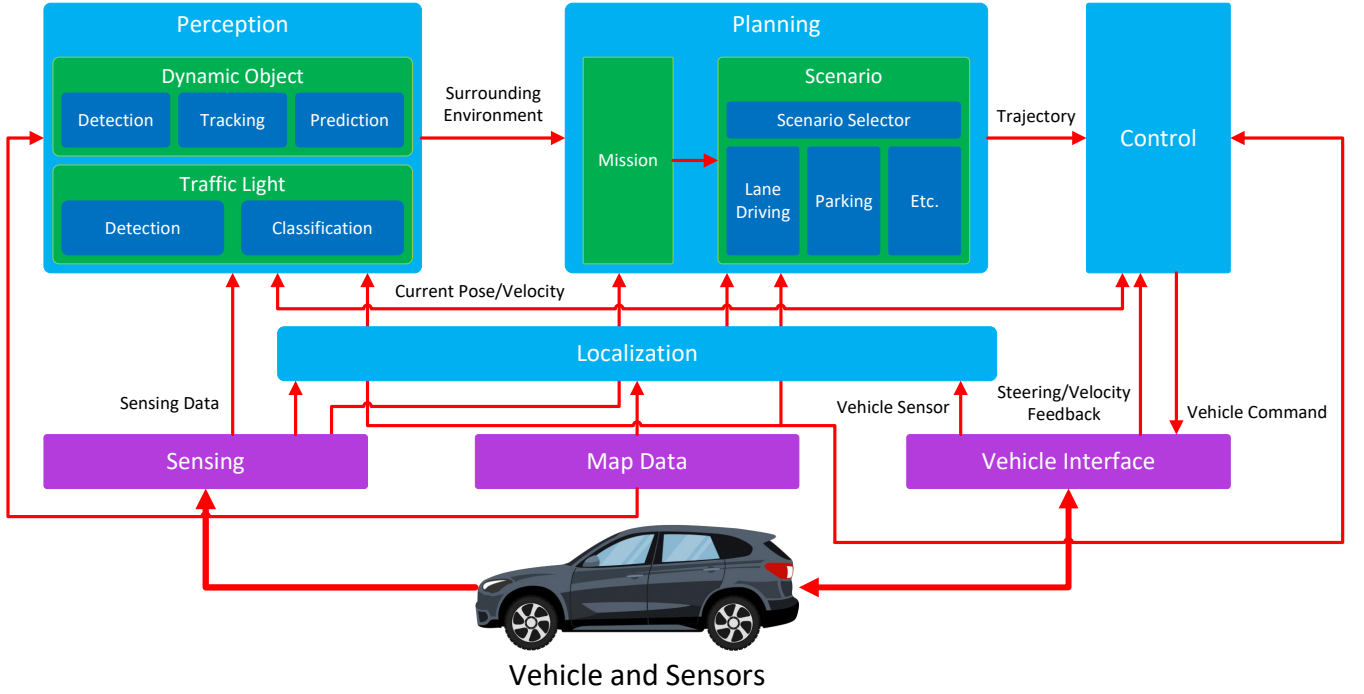 Perception
Dynamic Object
Detection
Tracking
Prediction
Traffic Light
Detection
Classification
Surrounding
Environment
Planning
Mission
Scenario
Scenario Selector
Lane
Driving
Parking
Etc.
Trajectory
Control
Current Pose/Velocity
Localization
Sensing Data
Vehicle Sensor
Steering/Velocity
Feedback
Vehicle Command
Sensing
Map Data
Vehicle Interface
Vehicle and Sensors